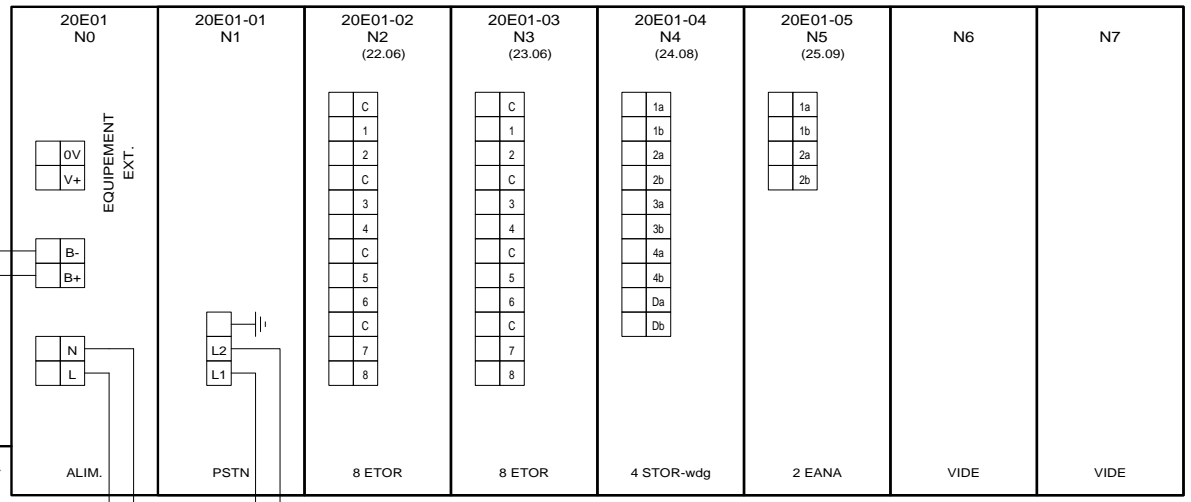 20E01
N0
EQUIPEMENT
EXT.
0V
V+
B-
B+
N
L
ALIM.
20E01-01
N1
L2
L1
PSTN
20E01-02
N2
(22.06)
C
1
2
C
3
4
C
5
6
C
7
8
8 ETOR
20E01-03
N3
(23.06)
C
1
2
C
3
4
C
5
6
C
7
8
8 ETOR
20E01-04
N4
(24.08)
1a
1b
2a
2b
3a
3b
4a
4b
Da
Db
4 STOR-wdg
20E01-05
N5
(25.09)
1a
1b
2a
2b
2 EANA
N6
VIDE
N7
VIDE